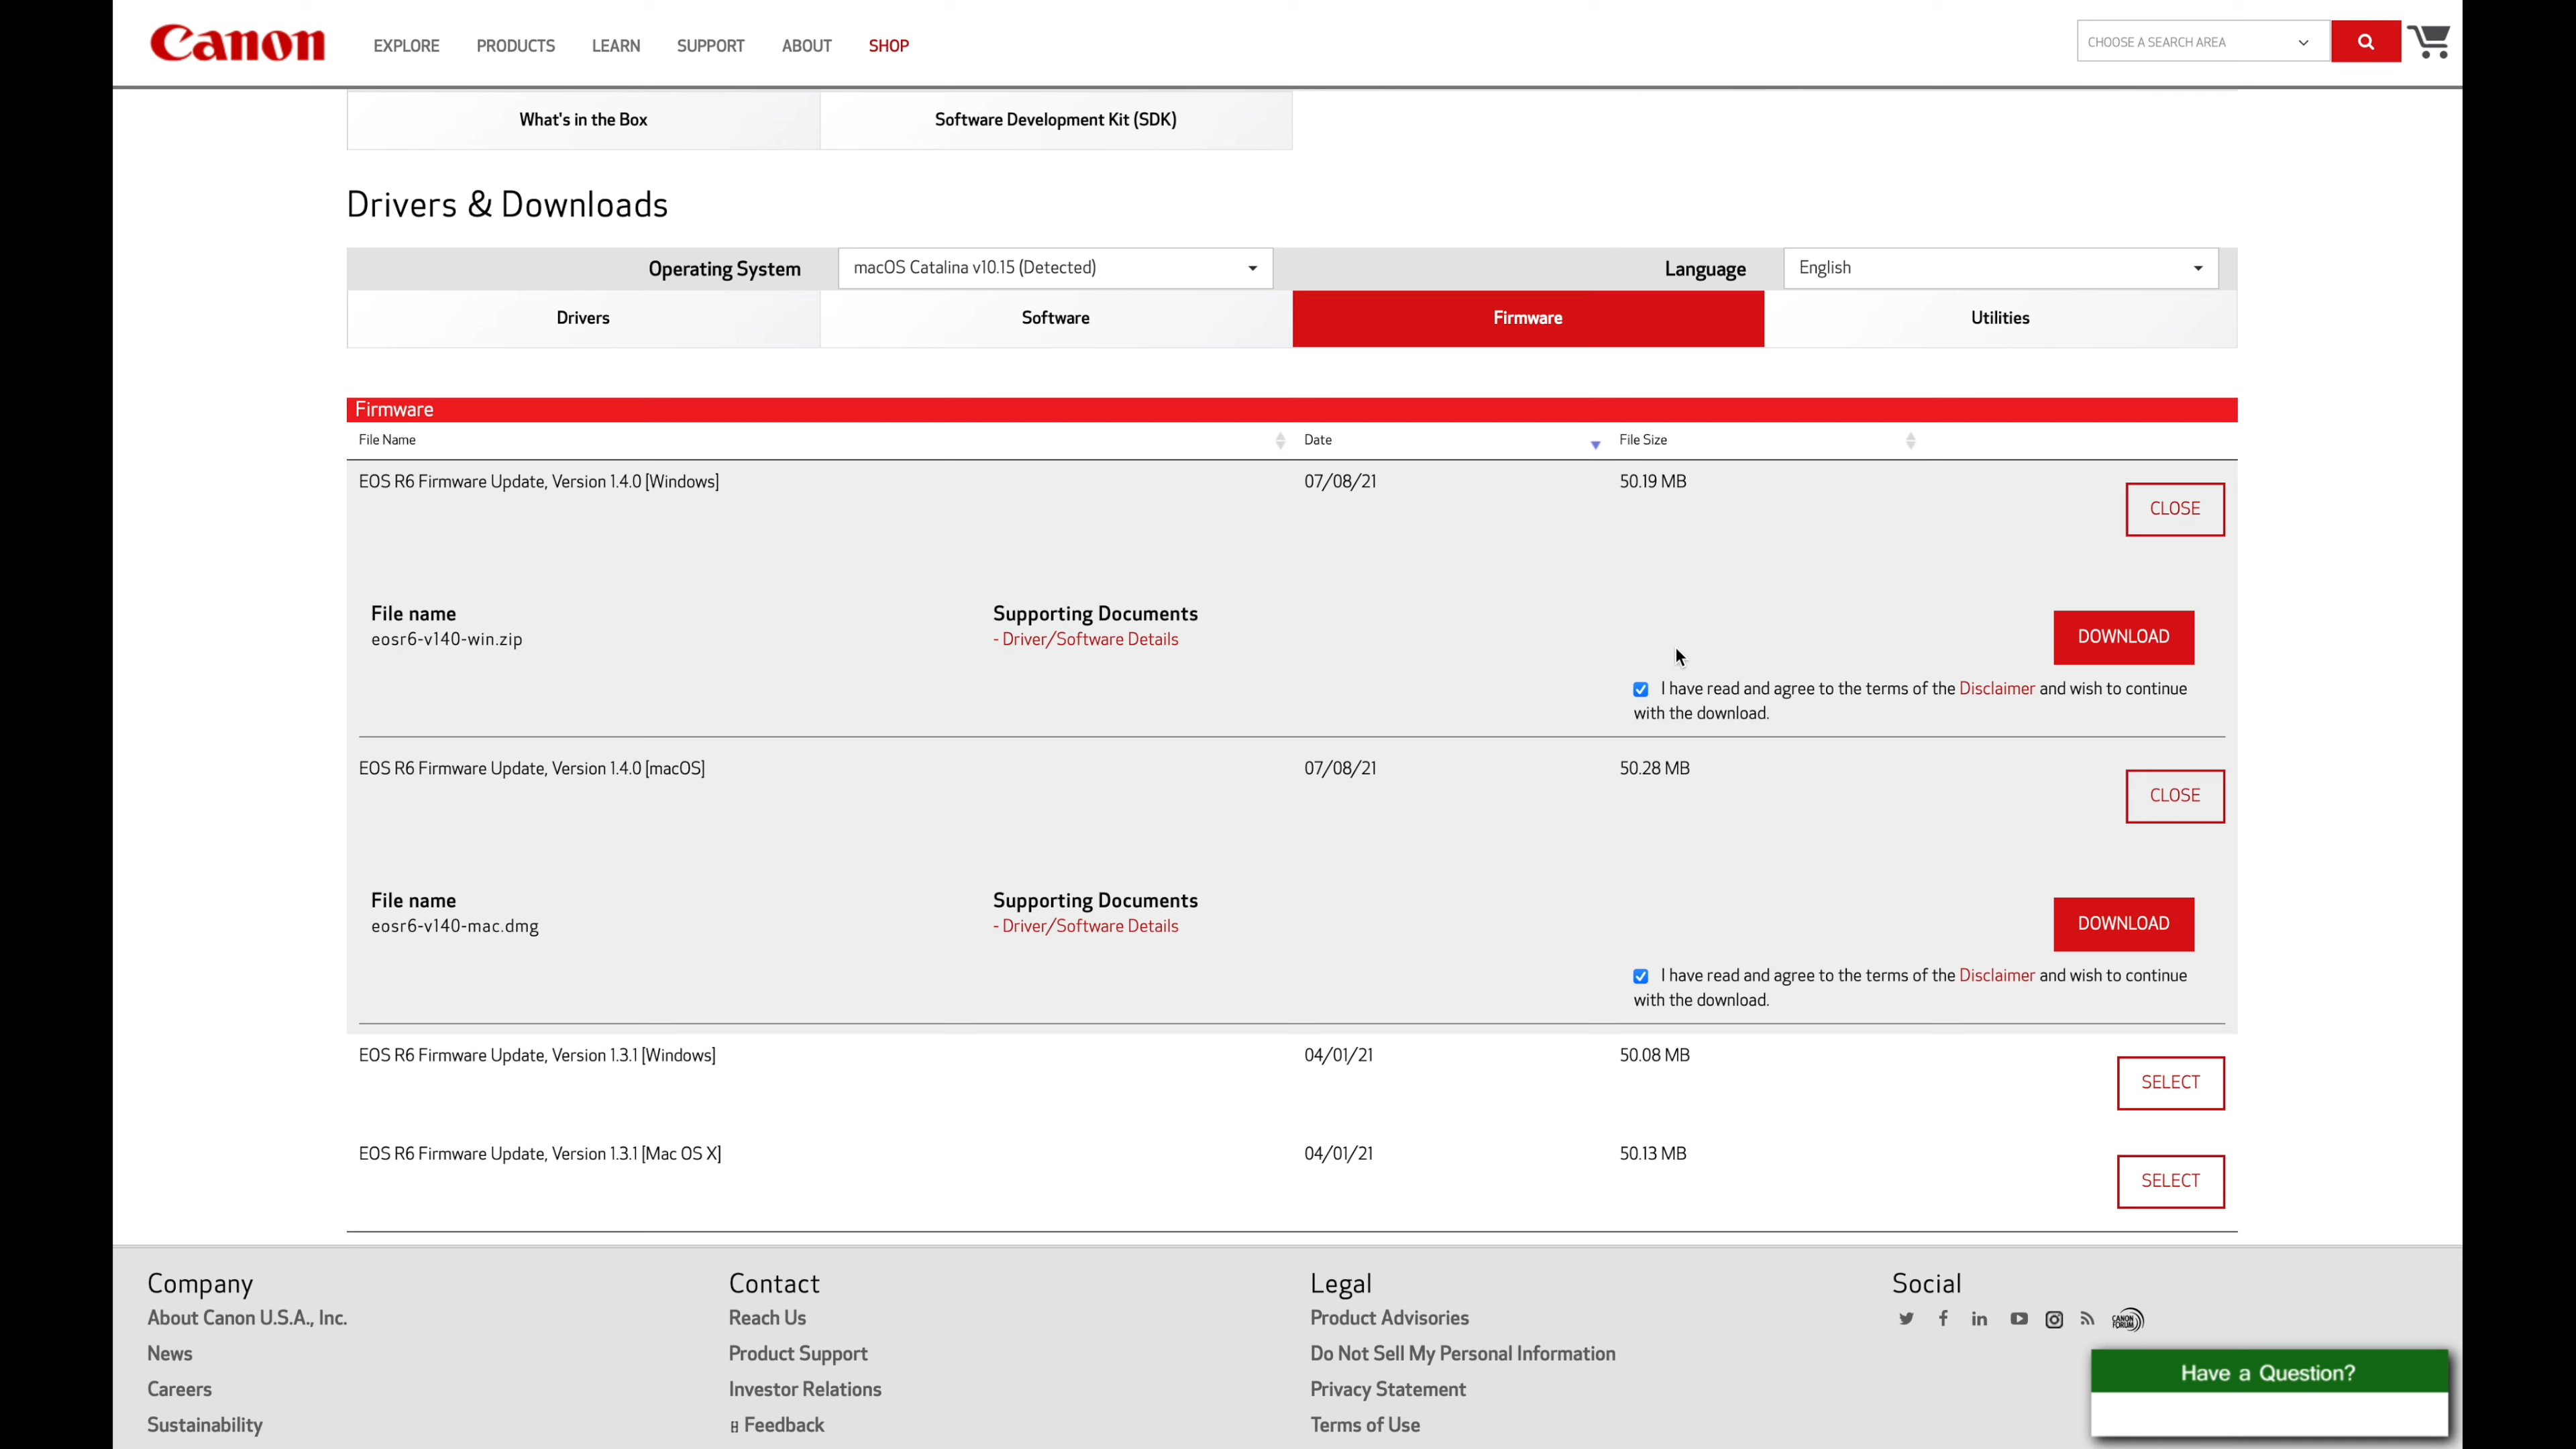 Canon EXPLORE PRODUCTS LEARN SUPPORT ABOUT SHOP CHOOSE A SEARCH AREA
What's in the Box Software Development Kit (SDK)
Drivers & Downloads
Operating System macOS Catalina v10.15 (Detected) Language English
Drivers Software Firmware Utilities
Firmware
File Name Date File Size
EOS R6 Firmware Update, Version 1.4.0 [Windows] 07/08/21 50.19 MB
CLOSE
File name Supporting Documents
eosr6-v140-win.zip - Driver/Software Details DOWNLOAD
I have read and agree to the terms of the Disclaimer and wish to continue
with the download.
EOS R6 Firmware Update, Version 1.4.0 [macOS] 07/08/21 50.28 MB
CLOSE
File name Supporting Documents
eosr6-v140-mac.dmg - Driver/Software Details DOWNLOAD
I have read and agree to the terms of the Disclaimer and wish to continue
with the download.
EOS R6 Firmware Update, Version 1.3.1 [Windows] 04/01/21 50.08 MB
SELECT
EOS R6 Firmware Update, Version 1.3.1 [Mac OS X] 04/01/21 50.13 MB
SELECT
Company Contact Legal Social
About Canon U.S.A., Inc. Reach Us Product Advisories CANON FORUM
News Product Support Do Not Sell My Personal Information
Have a Question?
Careers Investor Relations Privacy Statement
Sustainability Feedback Terms of Use